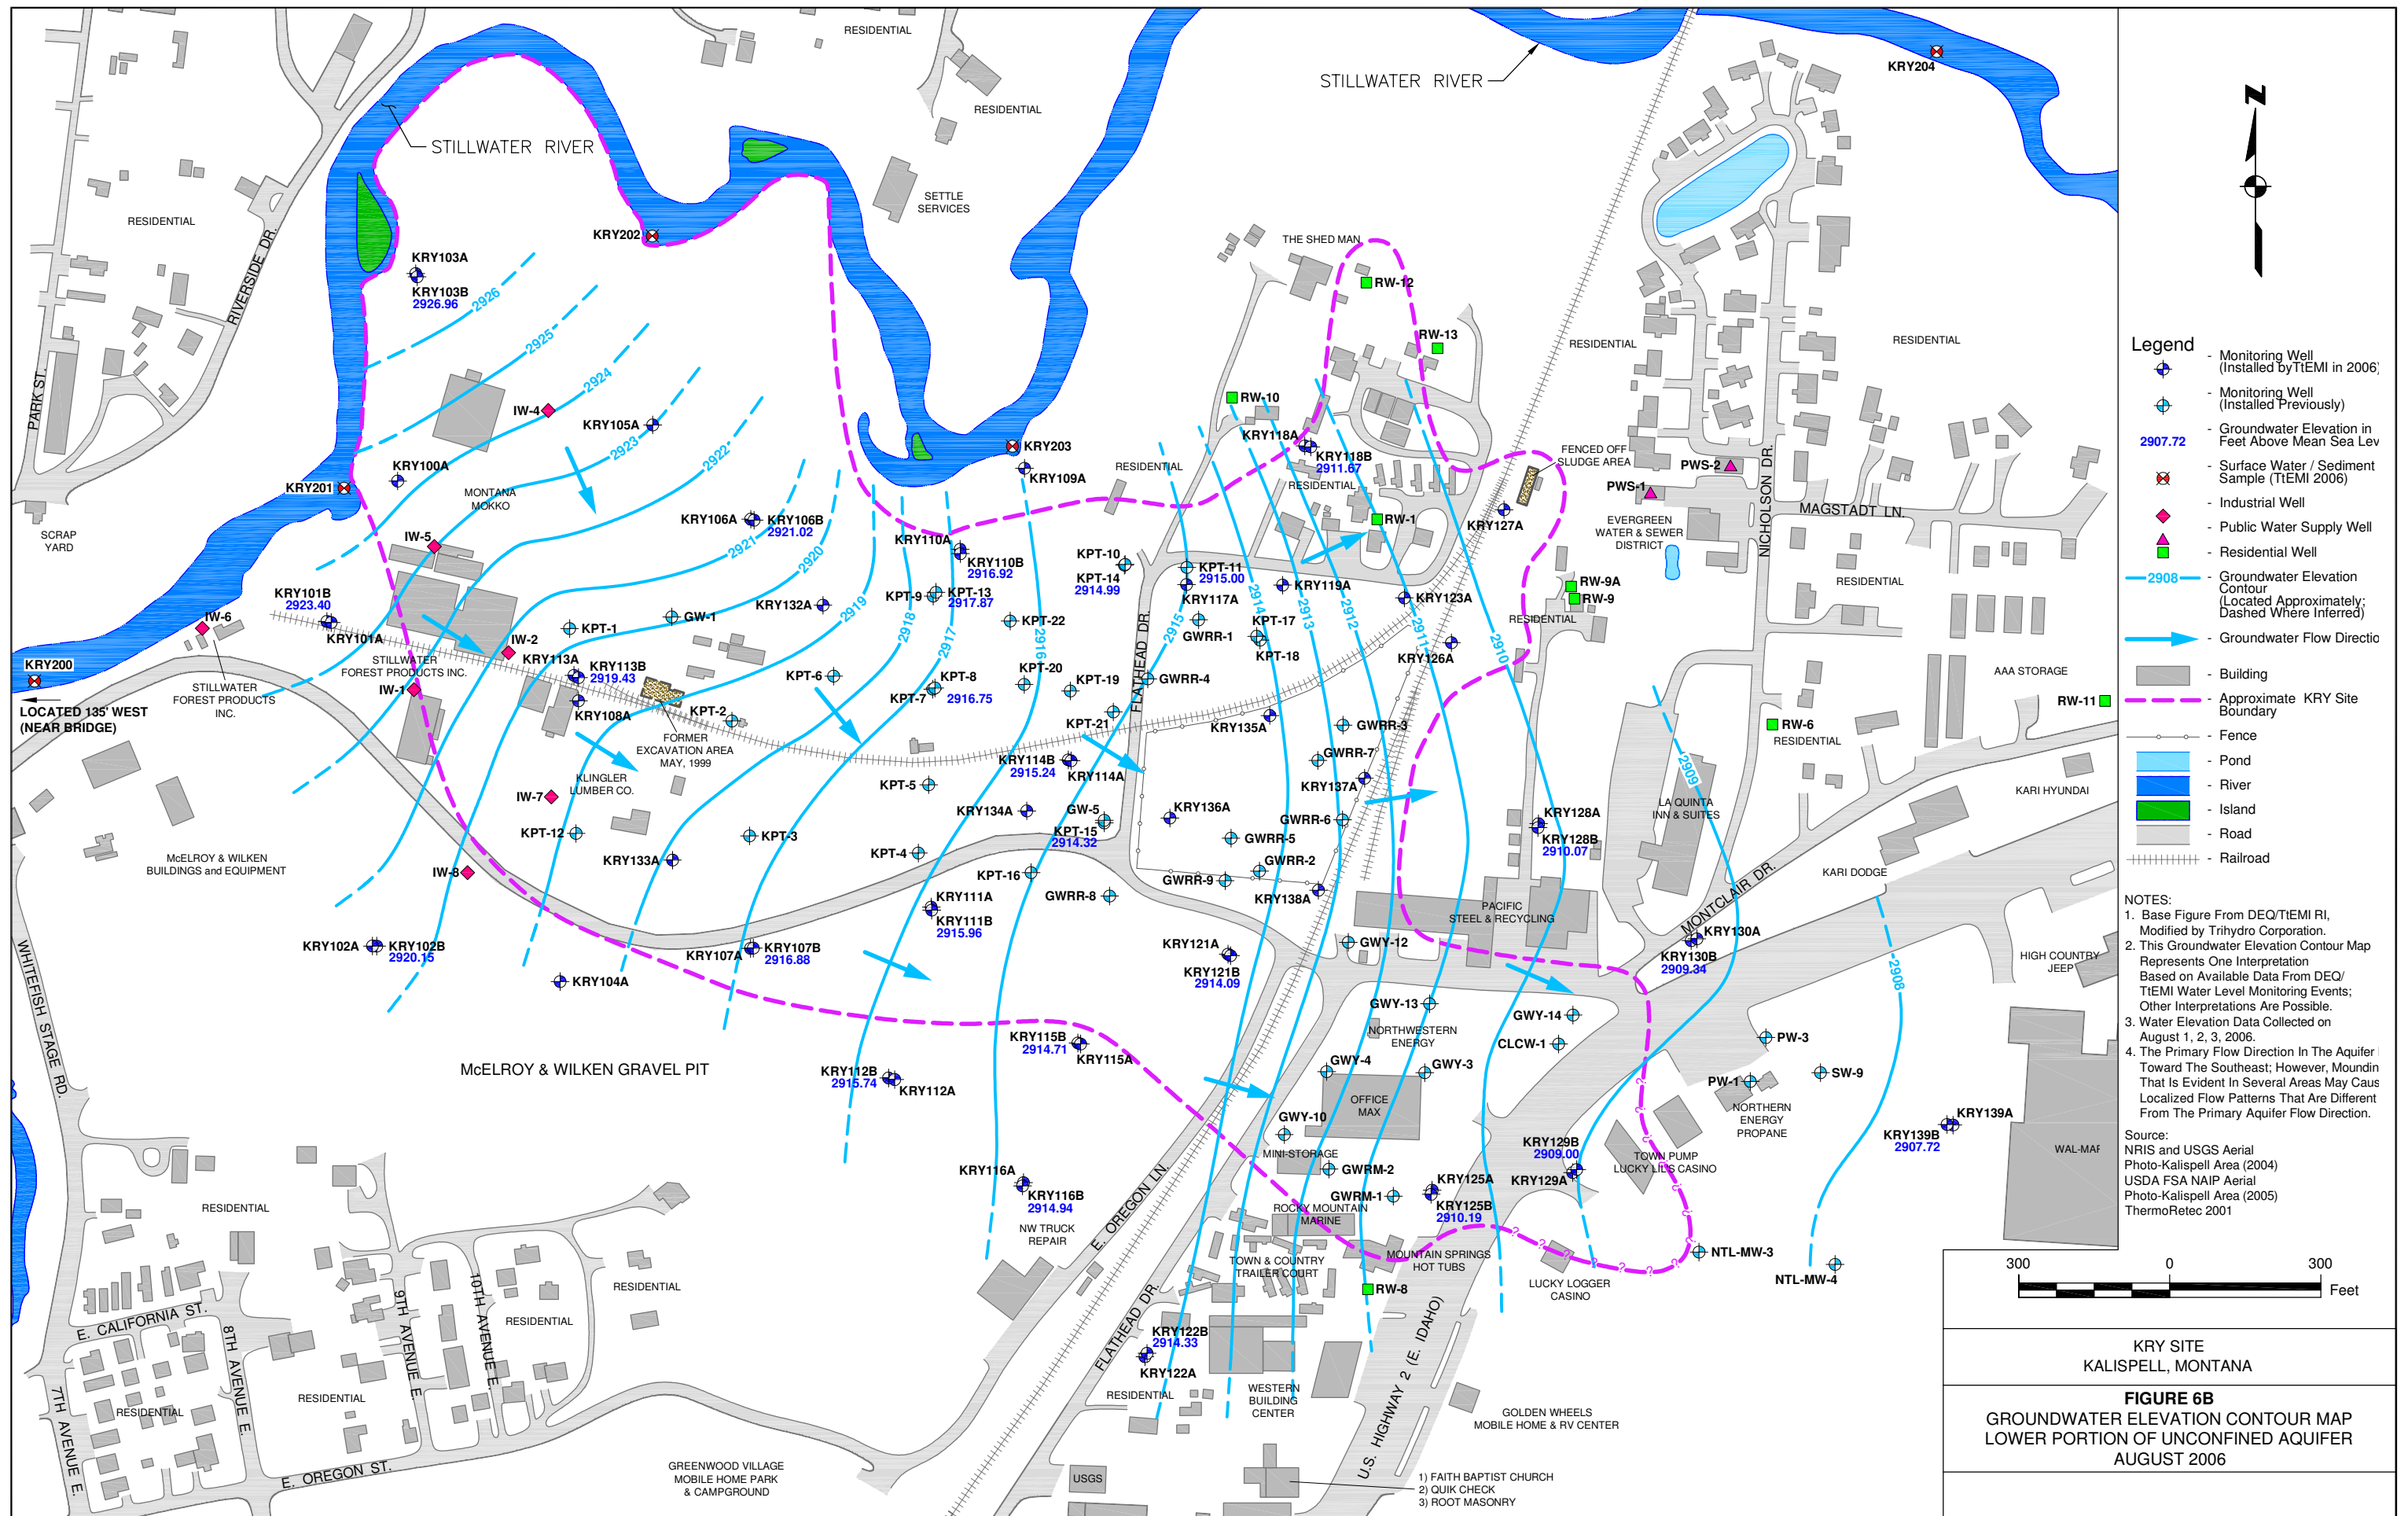 RESIDENTIAL
STILLWATER RIVER
KRY204
RESIDENTIAL
STILLWATER RIVER
SETTLE
SERVICES
RESIDENTIAL
RIVERSIDE DR.
PARK ST.
KRY202
THE SHED MAN
RW-12
KRY103A
KRY103B
2926.96
2926
2925
2924
2923
2922
2921
2920
2919
2918
2917
2916
2915
2914
2913
2912
2911
2910
2909
2908
RW-13
RESIDENTIAL
RESIDENTIAL
IW-4
KRY105A
RW-10
KRY118A
KRY118B
2911.67
RESIDENTIAL
KRY203
KRY109A
RESIDENTIAL
FENCED OFF
SLUDGE AREA
PWS-2
PWS-1
NICHOLSON DR.
MAGSTADT LN.
EVERGREEN
WATER & SEWER
DISTRICT
KRY100A
KRY201
MONTANA
MOKKO
SCRAP
YARD
KRY106A
KRY106B
2921.02
KRY110A
KRY110B
2916.92
RW-1
KRY127A
IW-5
KPT-10
KPT-14
2914.99
KPT-11
2915.00
KRY117A
KRY119A
KRY123A
RW-9A
RW-9
RESIDENTIAL
RESIDENTIAL
KRY101B
2923.40
KRY101A
IW-6
KPT-9
KPT-13
2917.87
KRY132A
GW-1
KPT-1
KPT-22
GWRR-1
KPT-17
KPT-18
KRY126A
IW-2
KRY113A
KRY113B
2919.43
STILLWATER
FOREST PRODUCTS INC.
IW-1
KRY200
LOCATED 135' WEST
(NEAR BRIDGE)
STILLWATER
FOREST PRODUCTS
INC.
KRY108A
KPT-2
KPT-6
KPT-7
KPT-8
2916.75
KPT-20
KPT-19
KPT-21
GWRR-4
FLATHEAD DR.
KRY135A
GWRR-3
GWRR-7
KRY137A
AAA STORAGE
RW-11
RW-6
RESIDENTIAL
FORMER
EXCAVATION AREA
MAY, 1999
KRY114B
2915.24
KRY114A
KLINGLER
LUMBER CO.
IW-7
KPT-12
KPT-5
KRY134A
GW-5
KPT-15
2914.32
KRY136A
GWRR-6
GWRR-5
GWRR-2
GWRR-9
KRY138A
KRY128A
KRY128B
2910.07
LA QUINTA
INN & SUITES
KARI HYUNDAI
KARI DODGE
McELROY & WILKEN
BUILDINGS and EQUIPMENT
IW-8
KRY133A
KPT-3
KPT-4
KPT-16
GWRR-8
KRY111A
KRY111B
2915.96
PACIFIC
STEEL & RECYCLING
MONTCLAIR DR.
KRY130A
KRY130B
2909.34
HIGH COUNTRY
JEEP
KRY102A
KRY102B
2920.15
KRY104A
KRY107A
KRY107B
2916.88
KRY121A
KRY121B
2914.09
GWY-12
GWY-13
GWY-14
CLCW-1
NORTHWESTERN
ENERGY
GWY-4
GWY-3
WHITEFISH STAGE RD.
McELROY & WILKEN GRAVEL PIT
KRY115B
2914.71
KRY115A
KRY112B
2915.74
KRY112A
OFFICE
MAX
GWY-10
MINI-STORAGE
GWRM-2
GWRM-1
PW-3
PW-1
SW-9
NORTHERN
ENERGY
PROPANE
KRY139A
KRY139B
2907.72
WAL-MAR
KRY129B
2909.00
KRY129A
TOWN PUMP
LUCKY LIL'S CASINO
KRY116A
KRY116B
2914.94
NW TRUCK
REPAIR
E. OREGON LN.
KRY125A
KRY125B
2910.19
ROCKY MOUNTAIN
MARINE
MOUNTAIN SPRINGS
HOT TUBS
TOWN & COUNTRY
TRAILER COURT
RW-8
LUCKY LOGGER
CASINO
NTL-MW-3
NTL-MW-4
? ? ? ? ? ? ? ? ? ? ?
RESIDENTIAL
RESIDENTIAL
RESIDENTIAL
RESIDENTIAL
RESIDENTIAL
E. CALIFORNIA ST.
7TH AVENUE E.
8TH AVENUE E.
9TH AVENUE E.
10TH AVENUE E.
E. OREGON ST.
FLATHEAD DR.
KRY122B
2914.33
KRY122A
RESIDENTIAL
WESTERN
BUILDING
CENTER
U.S. HIGHWAY 2 (E. IDAHO)
GOLDEN WHEELS
MOBILE HOME & RV CENTER
GREENWOOD VILLAGE
MOBILE HOME PARK
& CAMPGROUND
USGS
1) FAITH BAPTIST CHURCH
2) QUIK CHECK
3) ROOT MASONRY
N
Legend
- Monitoring Well
(Installed byTtEMI in 2006)
- Monitoring Well
(Installed Previously)
2907.72 - Groundwater Elevation in
Feet Above Mean Sea Lev
- Surface Water / Sediment
Sample (TtEMI 2006)
- Industrial Well
- Public Water Supply Well
- Residential Well
2908 - Groundwater Elevation
Contour
(Located Approximately;
Dashed Where Inferred)
- Groundwater Flow Directio
- Building
- Approximate KRY Site
Boundary
- Fence
- Pond
- River
- Island
- Road
- Railroad
NOTES:
1. Base Figure From DEQ/TtEMI RI,
Modified by Trihydro Corporation.
2. This Groundwater Elevation Contour Map
Represents One Interpretation
Based on Available Data From DEQ/
TtEMI Water Level Monitoring Events;
Other Interpretations Are Possible.
3. Water Elevation Data Collected on
August 1, 2, 3, 2006.
4. The Primary Flow Direction In The Aquifer
Toward The Southeast; However, Moundin
That Is Evident In Several Areas May Caus
Localized Flow Patterns That Are Different
From The Primary Aquifer Flow Direction.
Source:
NRIS and USGS Aerial
Photo-Kalispell Area (2004)
USDA FSA NAIP Aerial
Photo-Kalispell Area (2005)
ThermoRetec 2001
300 0 300
Feet
KRY SITE
KALISPELL, MONTANA
FIGURE 6B
GROUNDWATER ELEVATION CONTOUR MAP
LOWER PORTION OF UNCONFINED AQUIFER
AUGUST 2006